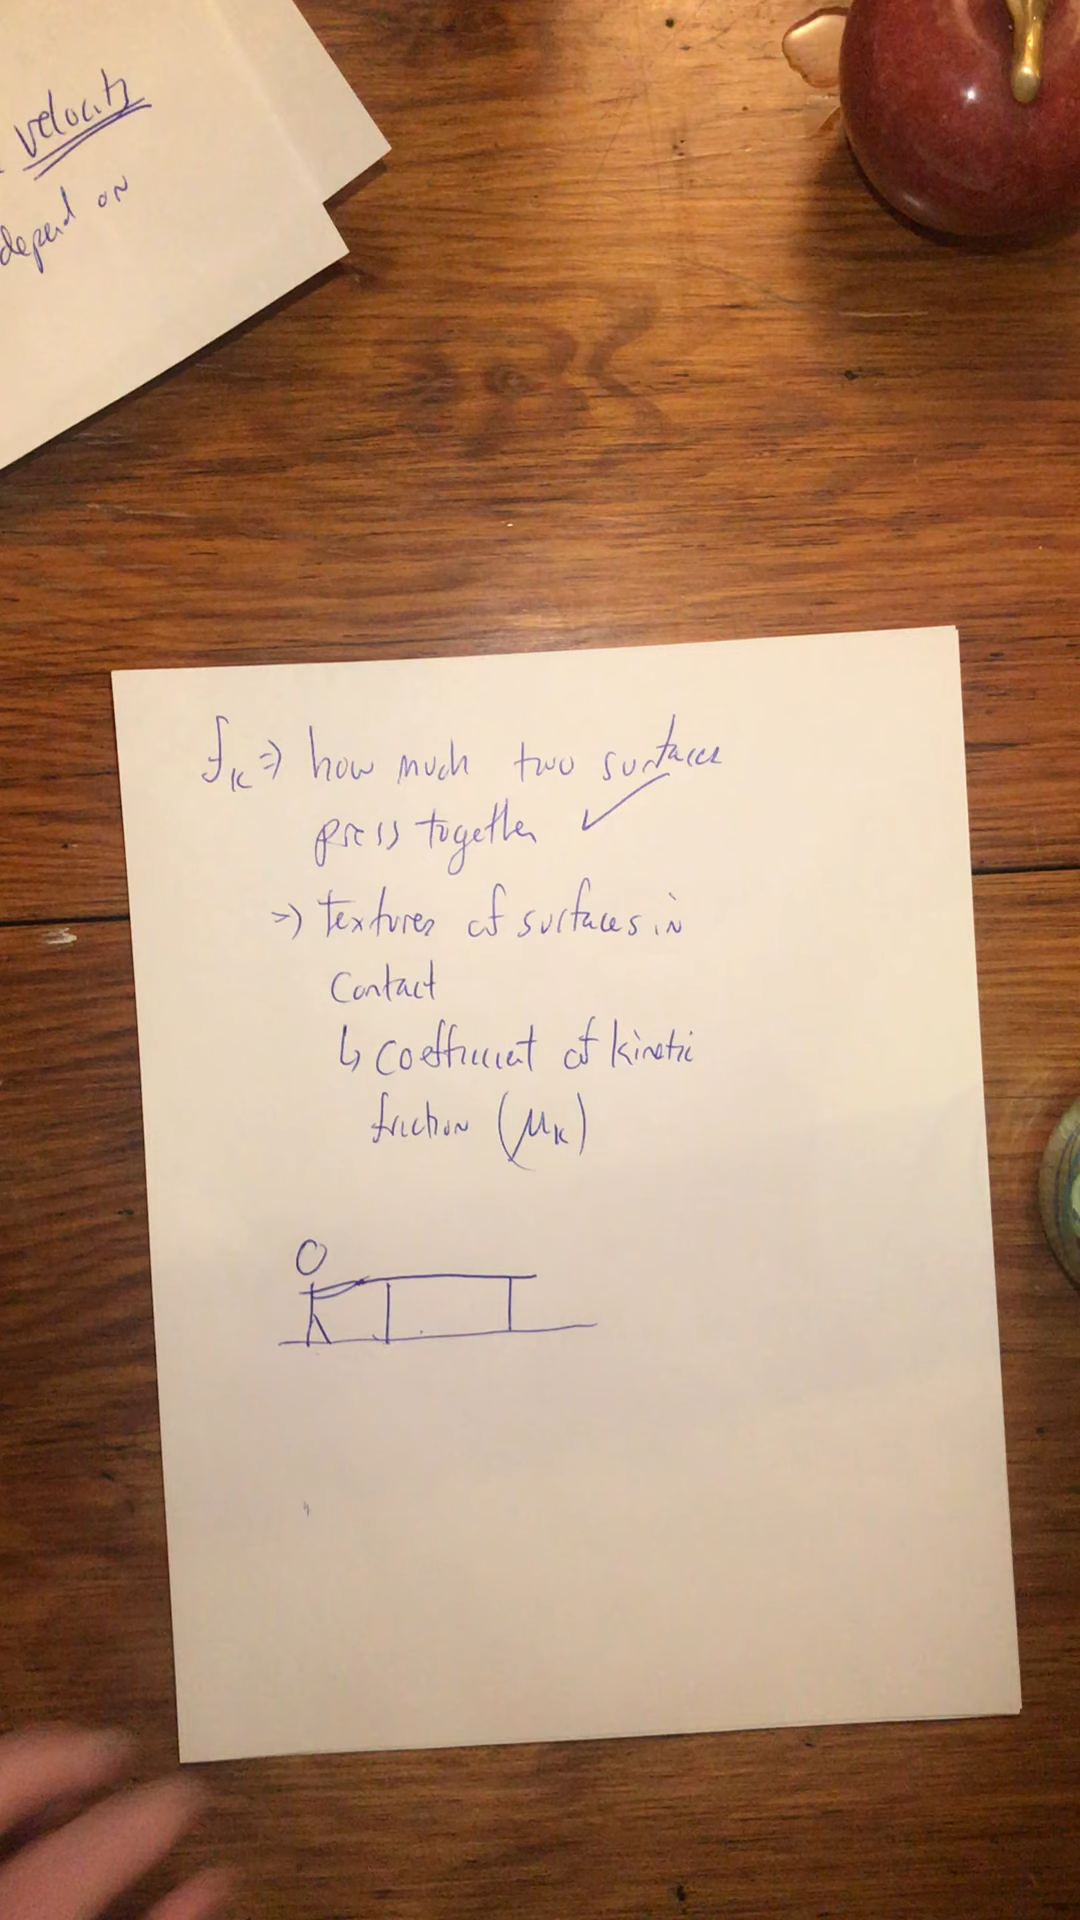 velocity
depend on
fK => how much two surfaces
press together ✓
=> textures of surfaces in
contact
↳ coefficient of kinetic
friction (μK)